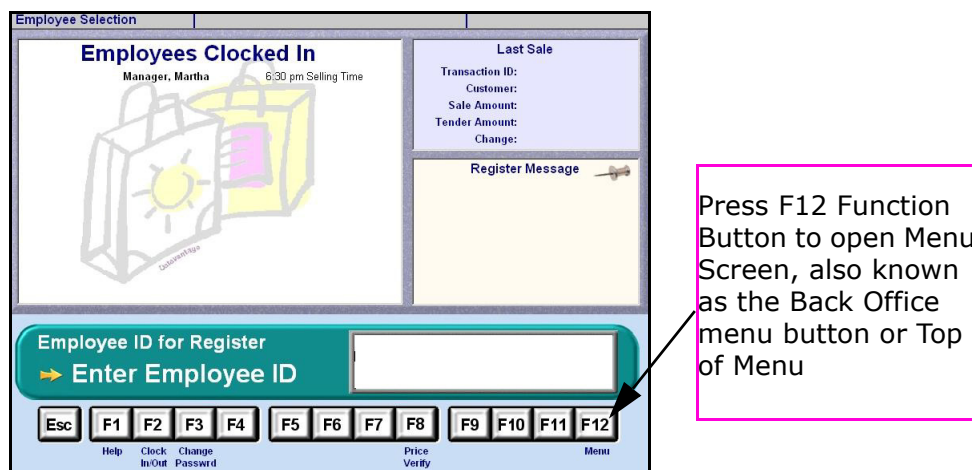 Employee Selection
Employees Clocked In
Manager, Martha 6:30 pm Selling Time
Last Sale
Transaction ID:
Customer:
Sale Amount:
Tender Amount:
Change:
Register Message
Employee ID for Register
Enter Employee ID
Esc F1 F2 F3 F4 F5 F6 F7 F8 F9 F10 F11 F12
Help Clock In/Out Change Passwrd Price Verify Menu
Press F12 Function
Button to open Menu
Screen, also known
as the Back Office
menu button or Top
of Menu